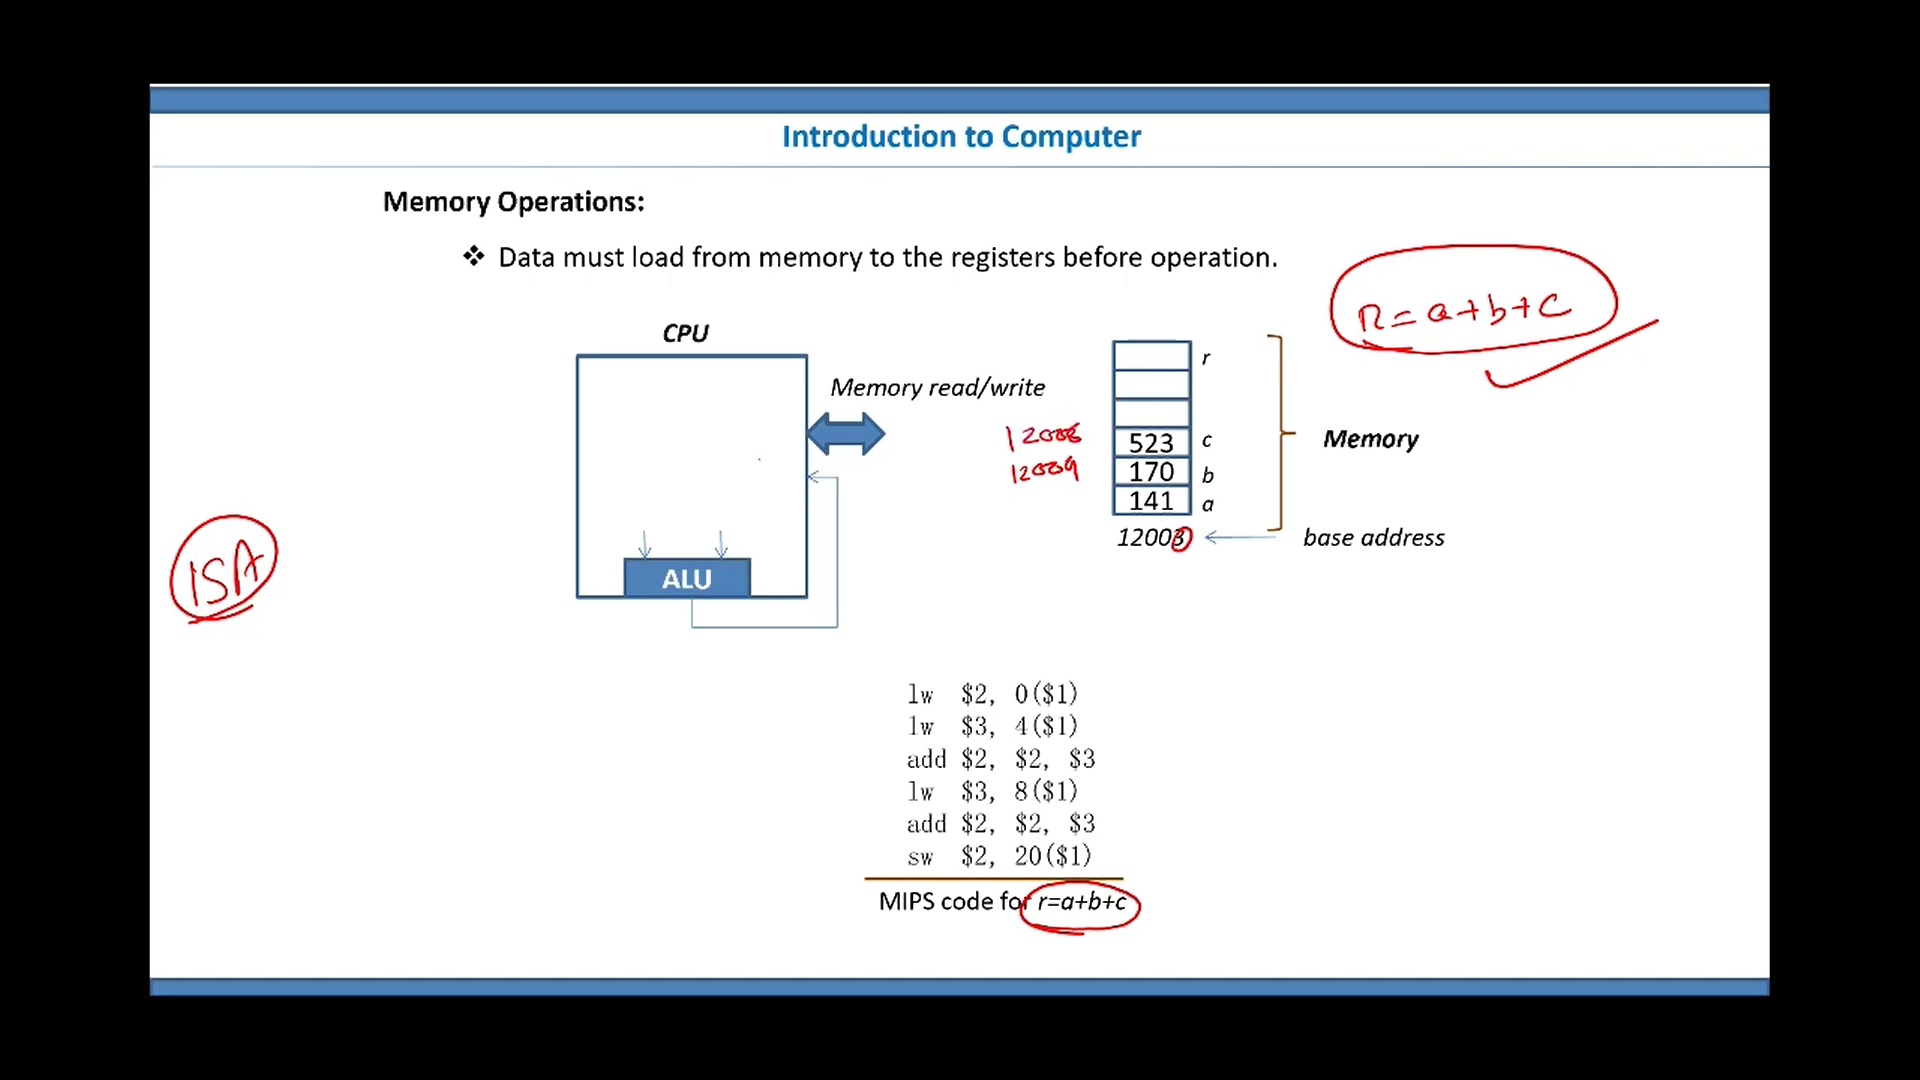 Introduction to Computer
Memory Operations:
❖ Data must load from memory to the registers before operation.
R=a+b+c
CPU
Memory read/write
r
12008 523 c
12004 170 b
141 a
Memory
12003 base address
ISA
ALU
lw $2, 0($1)
lw $3, 4($1)
add $2, $2, $3
lw $3, 8($1)
add $2, $2, $3
sw $2, 20($1)
MIPS code for r=a+b+c